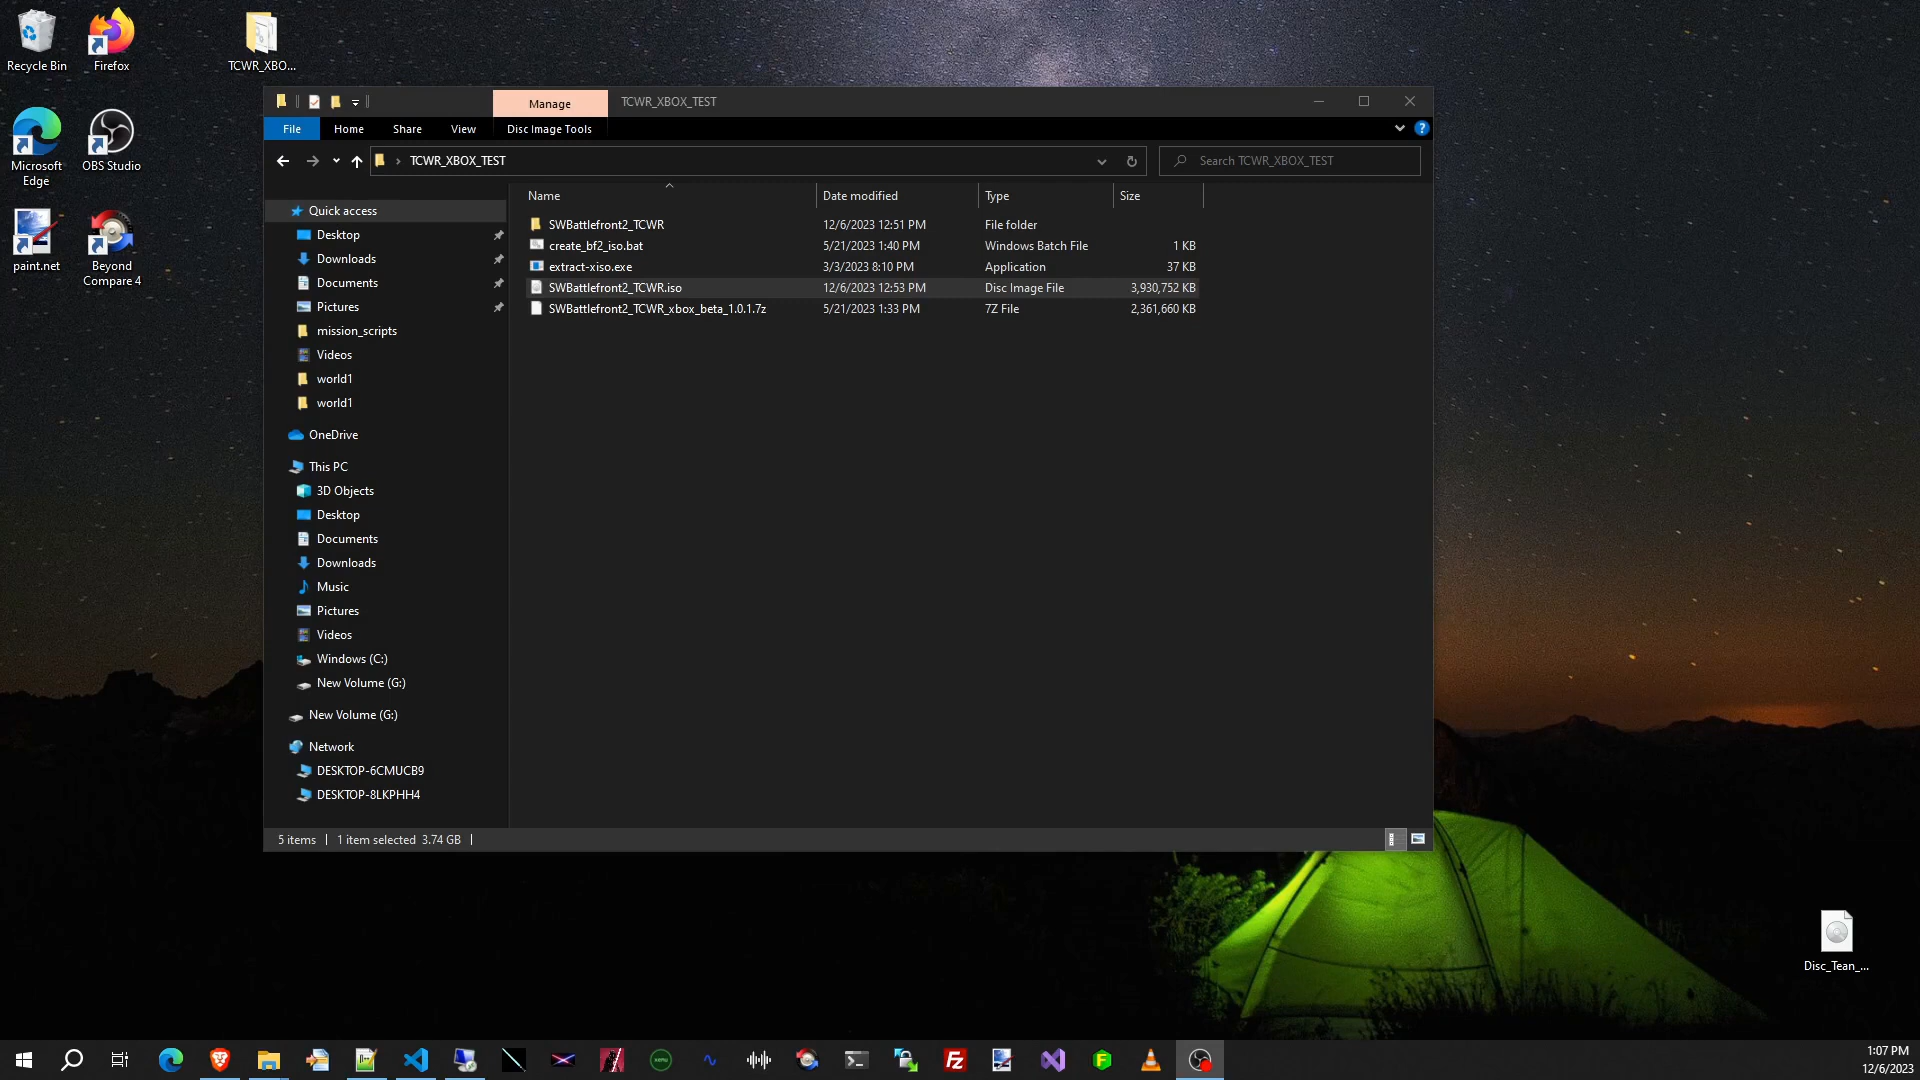 Recycle Bin
Firefox
TCWR_XBO...
Microsoft
Edge
OBS Studio
paint.net
Beyond
Compare 4
Manage
TCWR_XBOX_TEST
File
Home
Share
View
Disc Image Tools
TCWR_XBOX_TEST
Search TCWR_XBOX_TEST
Name
Date modified
Type
Size
SWBattlefront2_TCWR 12/6/2023 12:51 PM File folder
create_bf2_iso.bat 5/21/2023 1:40 PM Windows Batch File 1 KB
extract-xiso.exe 3/3/2023 8:10 PM Application 37 KB
SWBattlefront2_TCWR.iso 12/6/2023 12:53 PM Disc Image File 3,930,752 KB
SWBattlefront2_TCWR_xbox_beta_1.0.1.7z 5/21/2023 1:33 PM 7Z File 2,361,660 KB
Quick access
Desktop
Downloads
Documents
Pictures
mission_scripts
Videos
world1
world1
OneDrive
This PC
3D Objects
Desktop
Documents
Downloads
Music
Pictures
Videos
Windows (C:)
New Volume (G:)
New Volume (G:)
Network
DESKTOP-6CMUCB9
DESKTOP-8LKPHH4
5 items
1 item selected 3.74 GB
Disc_Tean_...
xemu
Fz
1:07 PM
12/6/2023